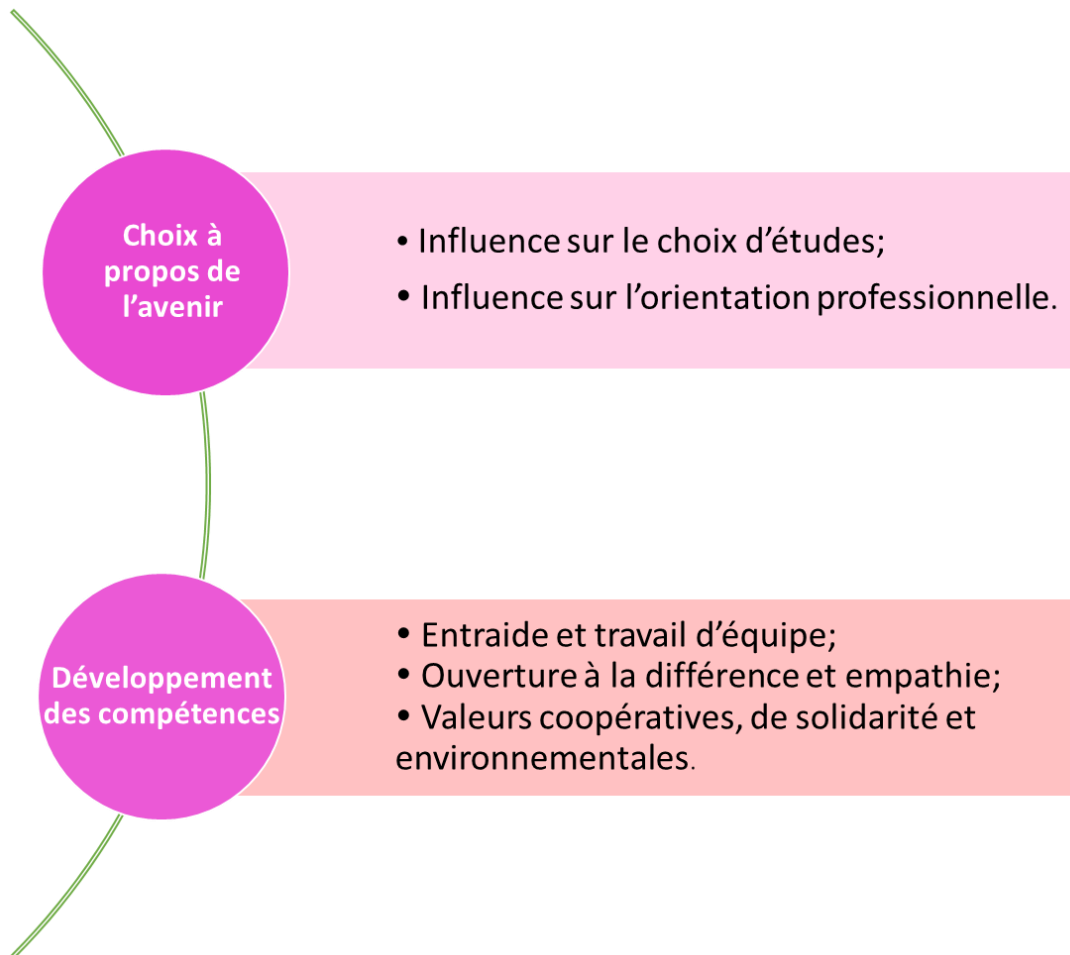 Choix à
propos de
l’avenir
• Influence sur le choix d’études;
• Influence sur l’orientation professionnelle.
Développement
des compétences
• Entraide et travail d’équipe;
• Ouverture à la différence et empathie;
• Valeurs coopératives, de solidarité et
environnementales.